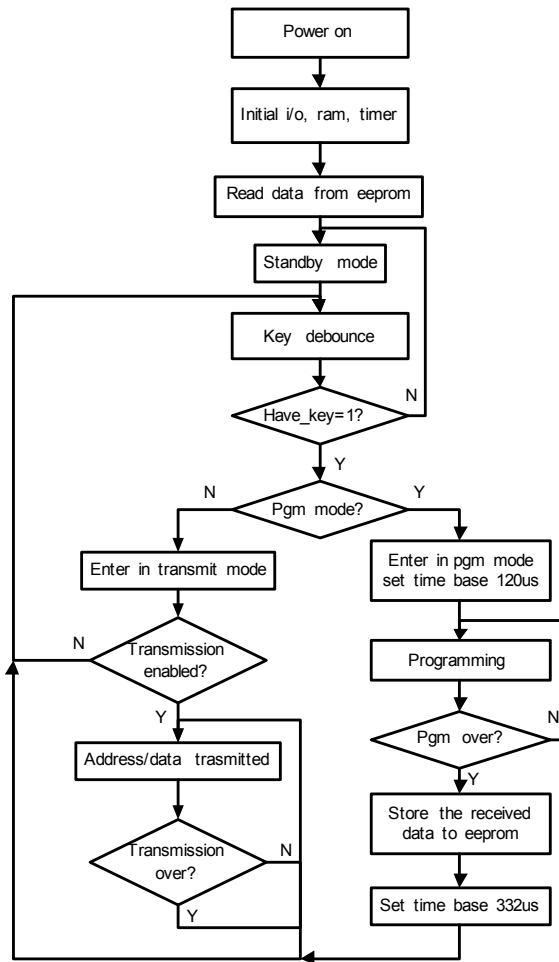 Power on
Initial i/o, ram, timer
Read data from eeprom
Standby mode
Key debounce
Have_key=1?
N
Y
Pgm mode?
N
Y
Enter in transmit mode
Enter in pgm mode
set time base 120us
Transmission
enabled?
N
Y
Programming
Address/data trasmitted
Pgm over?
N
Y
Transmission
over?
N
Y
Store the received
data to eeprom
Set time base 332us